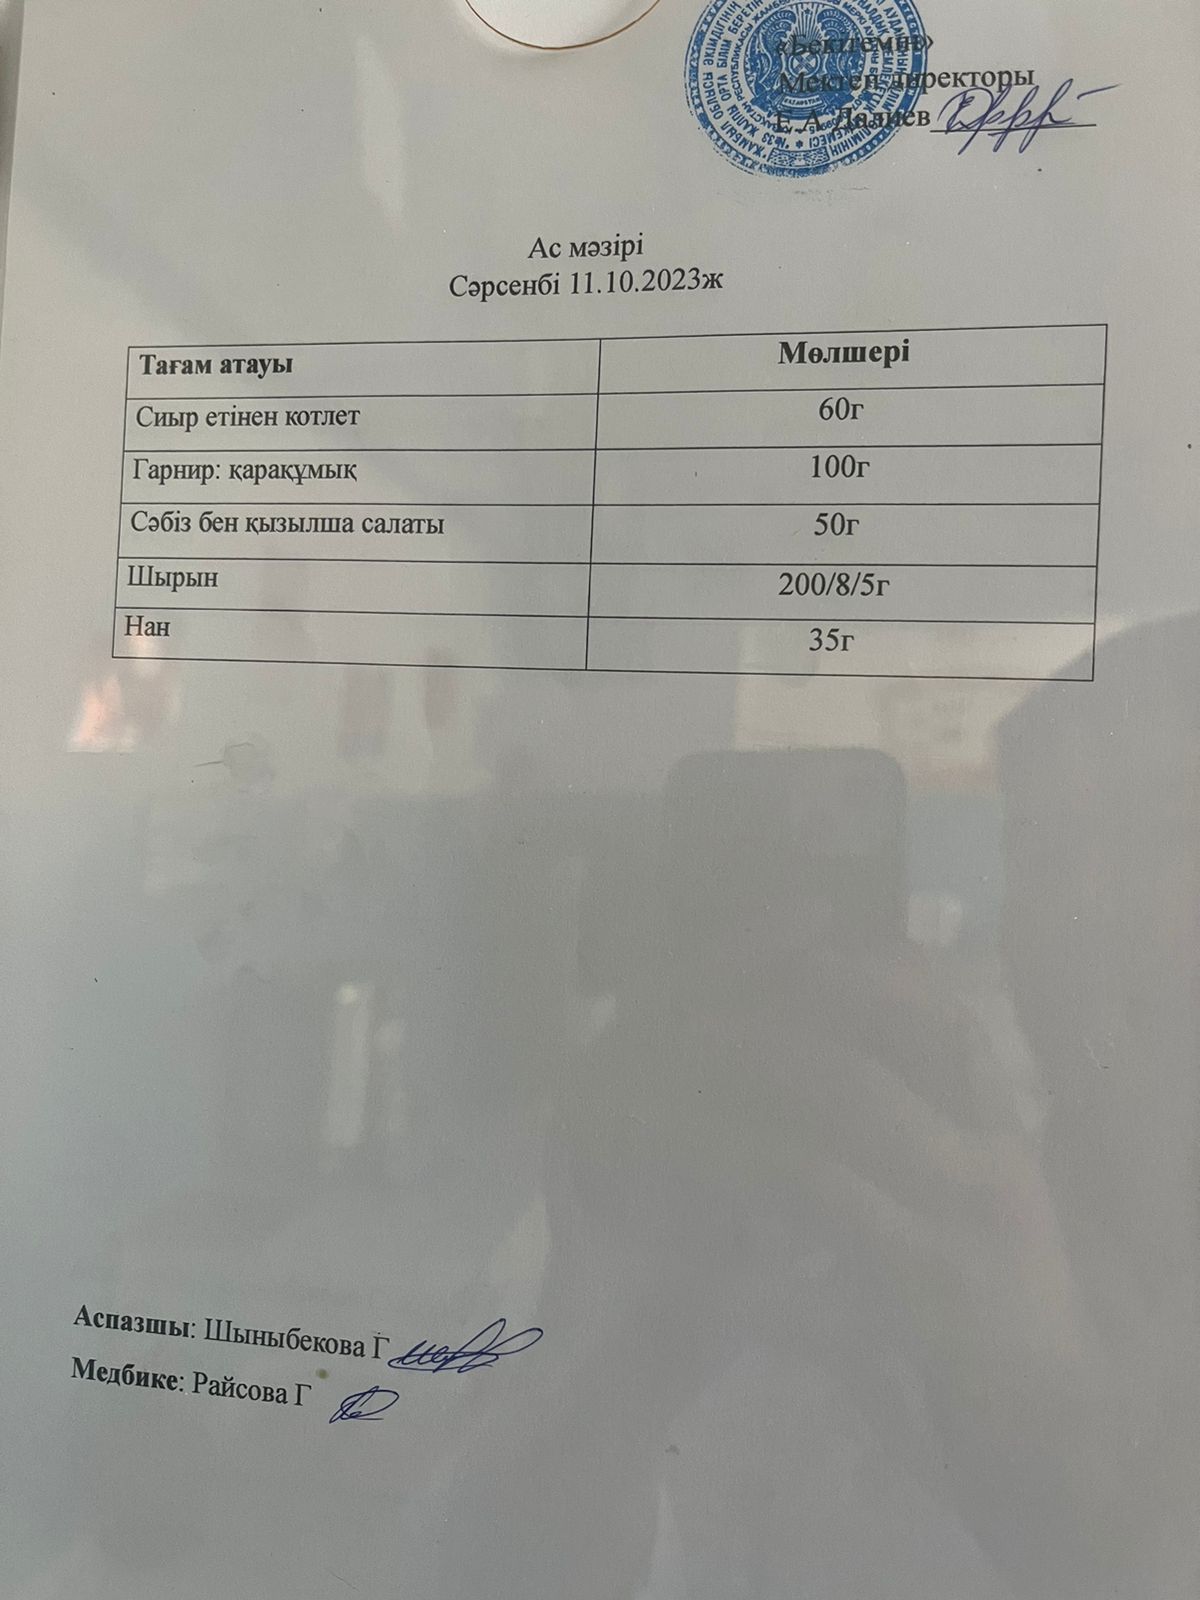 «Бекітемін»
Мектеп директоры
Е.А.Далиев
Ас мәзірі
Сәрсенбі 11.10.2023ж
Тағам атауы Мөлшері
Сиыр етінен котлет 60г
Гарнир: қарақұмық 100г
Сәбіз бен қызылша салаты 50г
Шырын 200/8/5г
Нан 35г
Аспазшы: Шыныбекова Г
Медбике: Райсова Г